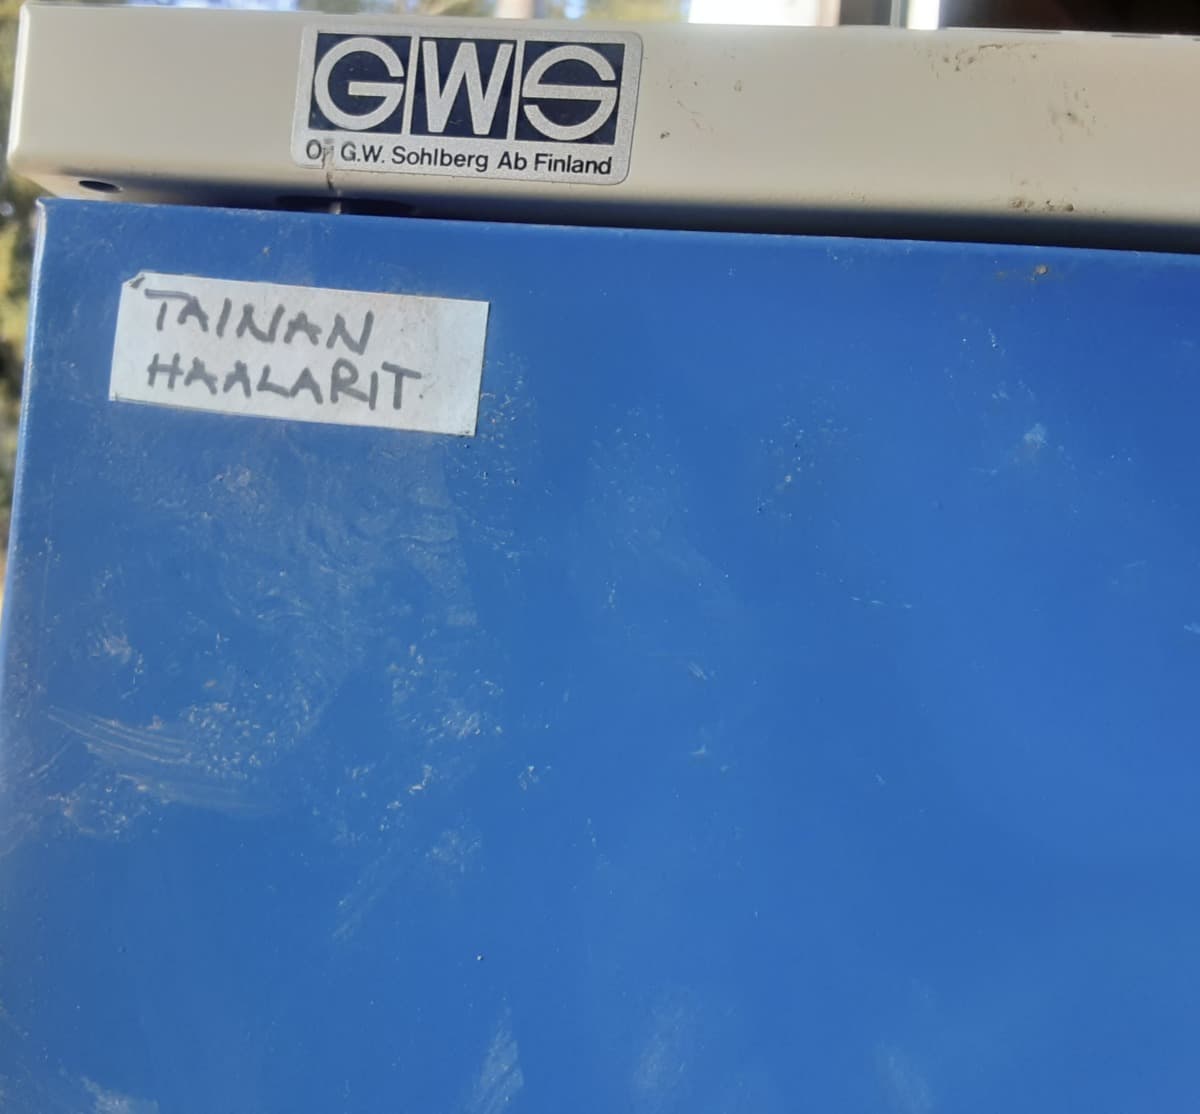 GWS
Oy G.W. Sohlberg Ab Finland
TAINAN
HAALARIT